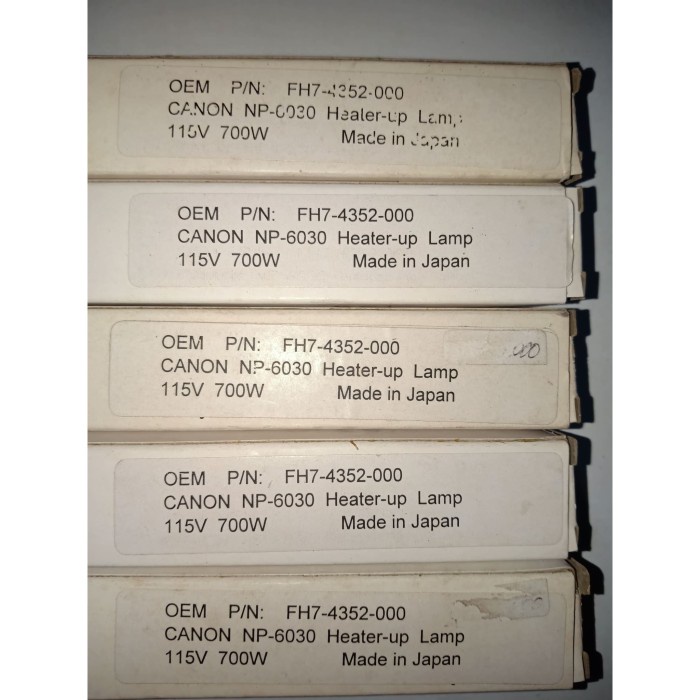 OEM P/N: FH7-4352-000
CANON NP-6030 Heater-up Lamp
115V 700W Made in Japan
OEM P/N: FH7-4352-000
CANON NP-6030 Heater-up Lamp
115V 700W Made in Japan
OEM P/N: FH7-4352-000
CANON NP-6030 Heater-up Lamp
115V 700W Made in Japan
OEM P/N: FH7-4352-000
CANON NP-6030 Heater-up Lamp
115V 700W Made in Japan
OEM P/N: FH7-4352-000
CANON NP-6030 Heater-up Lamp
115V 700W Made in Japan